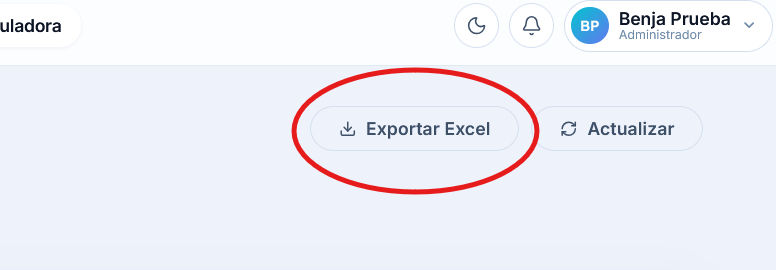 uladora
BP
Benja Prueba
Administrador
Exportar Excel
Actualizar